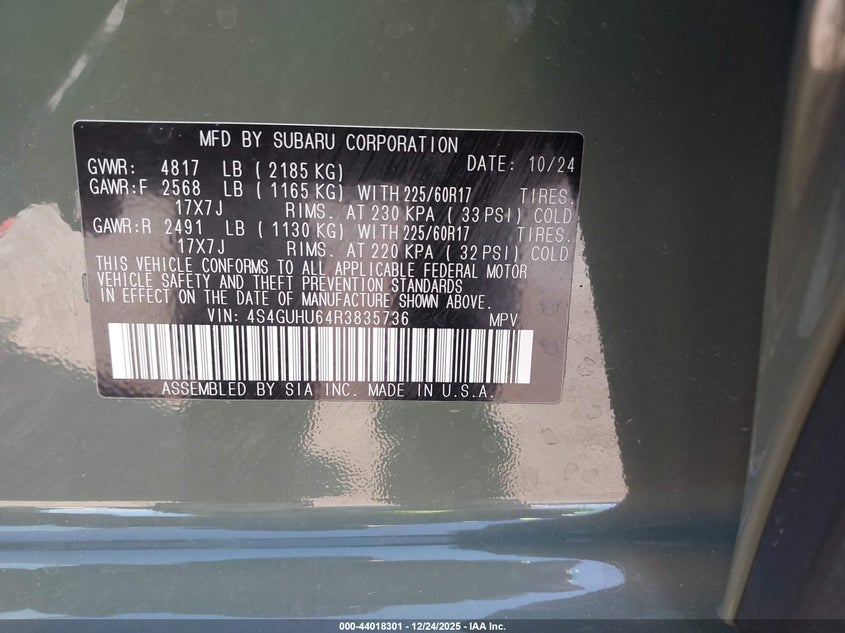 MFD BY SUBARU CORPORATION
GVWR: 4817 LB ( 2185 KG) DATE: 10/24
GAWR:F 2568 LB ( 1165 KG) WITH 225/60R17 TIRES.
17X7J RIMS. AT 230 KPA ( 33 PSI) COLD
GAWR:R 2491 LB ( 1130 KG) WITH 225/60R17 TIRES.
17X7J RIMS. AT 220 KPA ( 32 PSI) COLD
THIS VEHICLE CONFORMS TO ALL APPLICABLE FEDERAL MOTOR
VEHICLE SAFETY AND THEFT PREVENTION STANDARDS
IN EFFECT ON THE DATE OF MANUFACTURE SHOWN ABOVE.
VIN: 4S4GUHU64R3835736 MPV
ASSEMBLED BY SIA INC. MADE IN U.S.A.
000-44018301 - 12/24/2025 - IAA Inc.